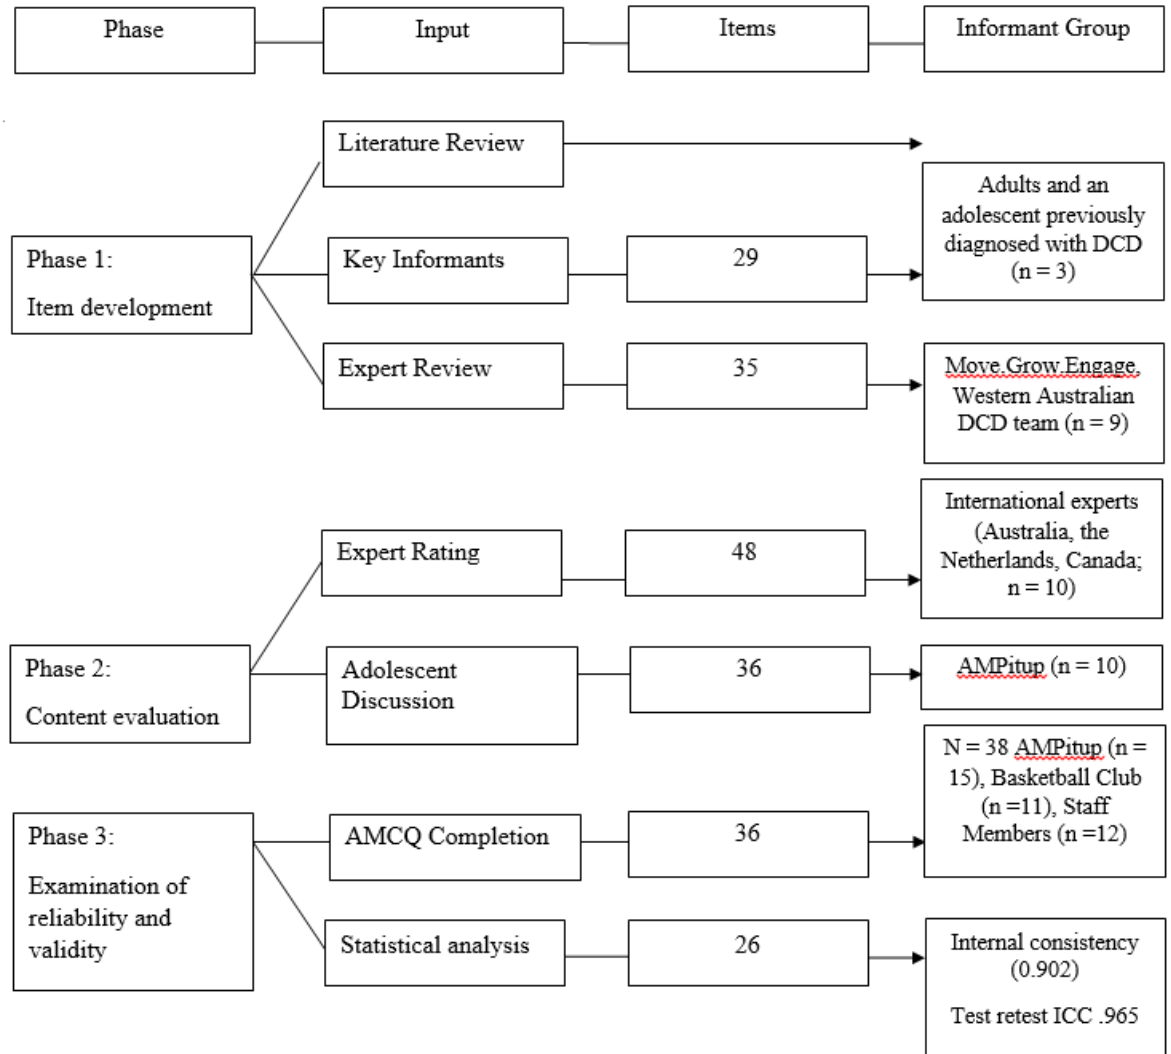 Phase
Input
Items
Informant Group
Literature Review
Adults and an
adolescent previously
diagnosed with DCD
(n = 3)
Phase 1:
Item development
Key Informants
29
Expert Review
35
Move.Grow.Engage,
Western Australian
DCD team (n = 9)
International experts
(Australia, the
Netherlands, Canada;
n = 10)
Expert Rating
48
Phase 2:
Content evaluation
Adolescent
Discussion
36
AMPitup (n = 10)
N = 38 AMPitup (n =
15), Basketball Club
(n =11), Staff
Members (n =12)
Phase 3:
Examination of
reliability and
validity
AMCQ Completion
36
Statistical analysis
26
Internal consistency
(0.902)
Test retest ICC .965